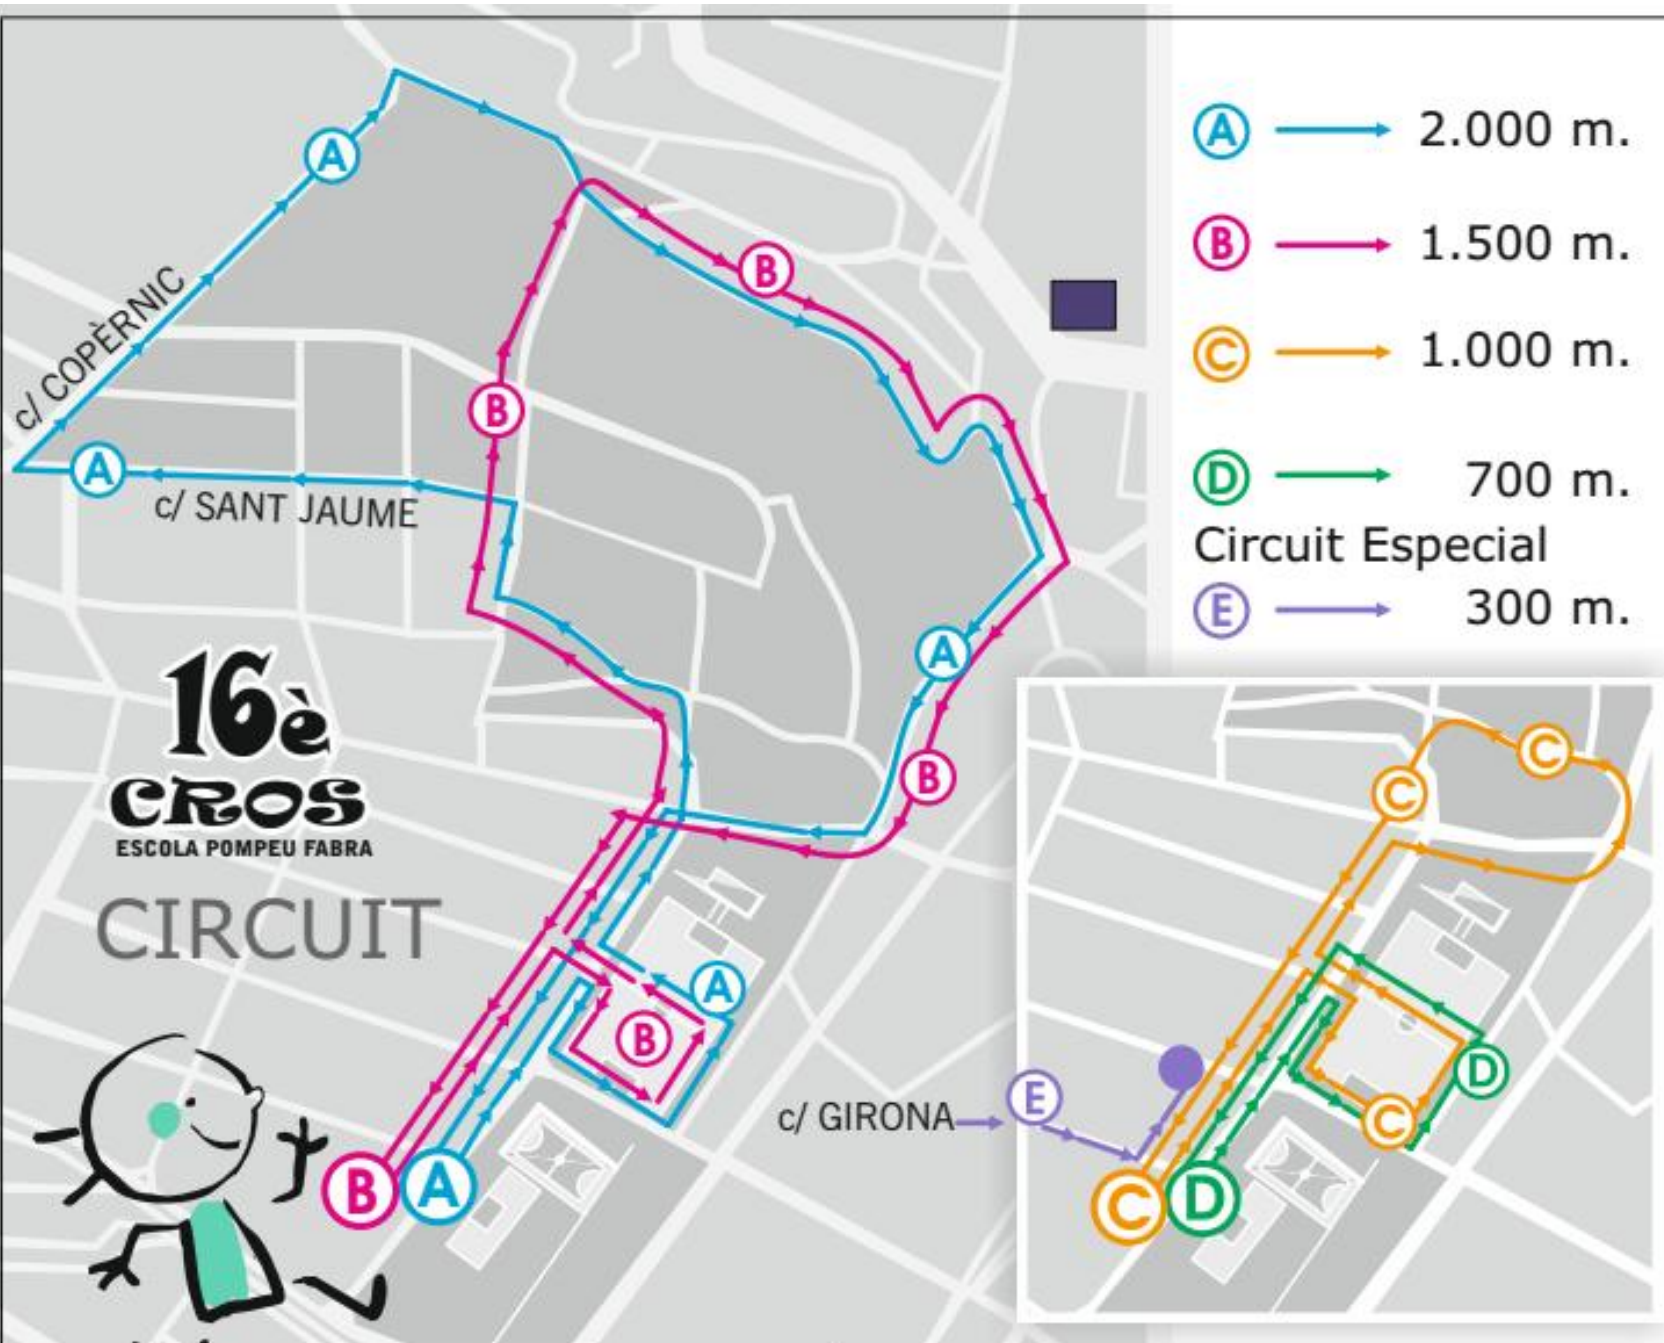 A 2.000 m.
B 1.500 m.
C 1.000 m.
D 700 m.
Circuit Especial
E 300 m.
A
B
c/ COPÈRNIC
B
A
c/ SANT JAUME
A
B
16è
CROS
ESCOLA POMPEU FABRA
CIRCUIT
A
B
B
A
c/ GIRONA
E
C
C
D
C
C
D